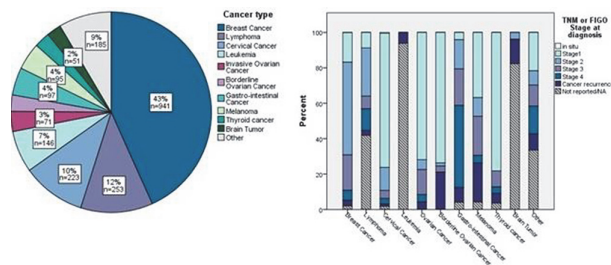 Cancer type
Breast Cancer
Lymphoma
Cervical Cancer
Leukemia
Invasive Ovarian
Cancer
Borderline
Ovarian Cancer
Gastro-intestinal
Cancer
Melanoma
Thyroid cancer
Brain Tumor
Other
43%
n=941
12%
n=253
10%
n=223
7%
n=146
3%
n=71
4%
n=97
4%
n=95
2%
n=51
9%
n=185
Percent
100
80
60
40
20
0
Breast Cancer
Lymphoma
Cervical Cancer
Leukemia
Ovarian Cancer
Borderline Ovarian Cancer
Gastro-intestinal Cancer
Melanoma
Thyroid cancer
Brain Tumor
Other
TNM or FIGO
Stage at
diagnosis
in situ
Stage1
Stage 2
Stage 3
Stage 4
Cancer recurrence
Not reported/NA